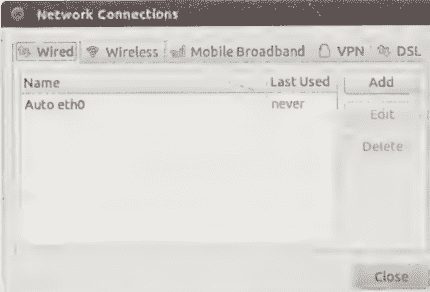 Network Connections
Wired Wireless Mobile Broadband VPN DSL
Name Last Used Add
Auto eth0 never
Edit
Delete
Close